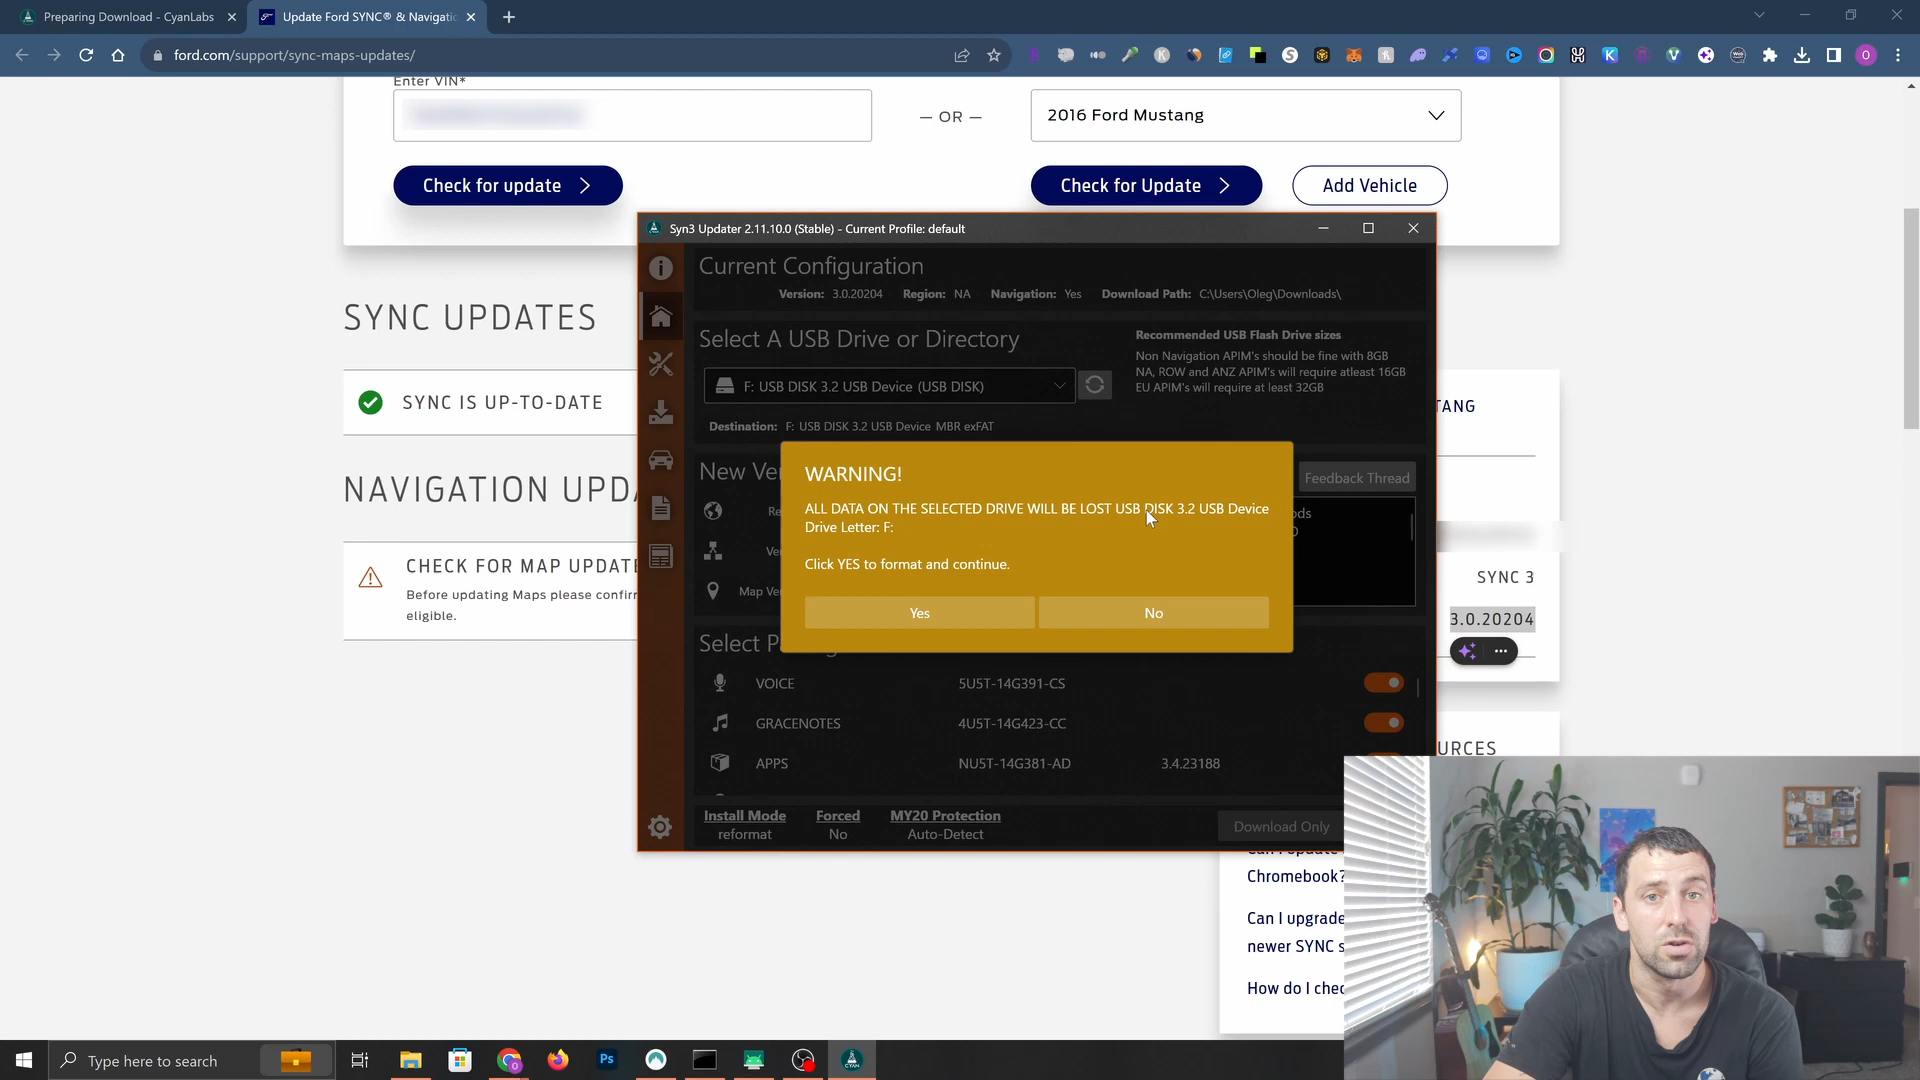 Preparing Download - CyanLabs
Update Ford SYNC® & Navigatio
ford.com/support/sync-maps-updates/
Enter VIN*
— OR —
2016 Ford Mustang
Check for update
Check for Update
Add Vehicle
SYNC UPDATES
SYNC IS UP-TO-DATE
NAVIGATION UPDA
CHECK FOR MAP UPDATE
Before updating Maps please confirm
eligible.
Syn3 Updater 2.11.10.0 (Stable) - Current Profile: default
Current Configuration
Version: 3.0.20204 Region: NA Navigation: Yes Download Path: C:\Users\Oleg\Downloads\
Select A USB Drive or Directory
F: USB DISK 3.2 USB Device (USB DISK)
Destination: F: USB DISK 3.2 USB Device MBR exFAT
Recommended USB Flash Drive sizes
Non Navigation APIM's should be fine with 8GB
NA, ROW and ANZ APIM's will require atleast 16GB
EU APIM's will require at least 32GB
New Ver
Feedback Thread
Re
Ver
Map Ve
ods
WARNING!
ALL DATA ON THE SELECTED DRIVE WILL BE LOST USB DISK 3.2 USB Device
Drive Letter: F:
Click YES to format and continue.
Yes
No
Select P
VOICE 5U5T-14G391-CS
GRACENOTES 4U5T-14G423-CC
APPS NU5T-14G381-AD 3.4.23188
Install Mode
reformat
Forced
No
MY20 Protection
Auto-Detect
Download Only
TANG
SYNC 3
3.0.20204
URCES
Can I update
Chromebook?
Can I upgrade
newer SYNC s
How do I chec
Type here to search
Ps
CYAN